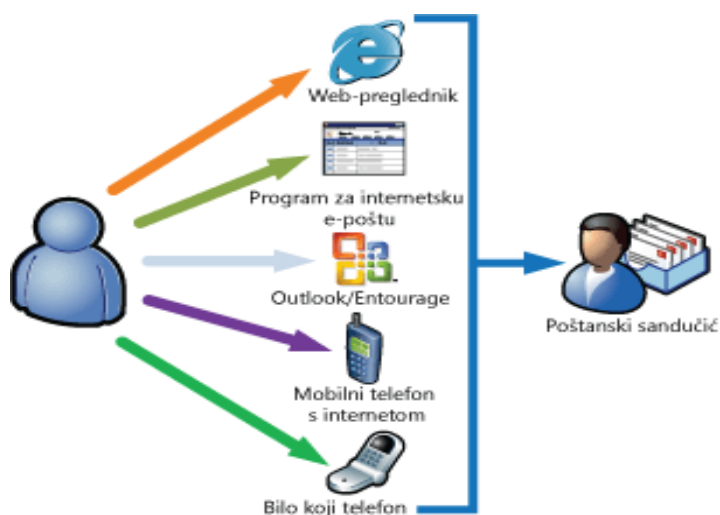 Web-preglednik
Program za internetsku
e-poštu
Outlook/Entourage
Poštanski sandučić
Mobilni telefon
s internetom
Bilo koji telefon